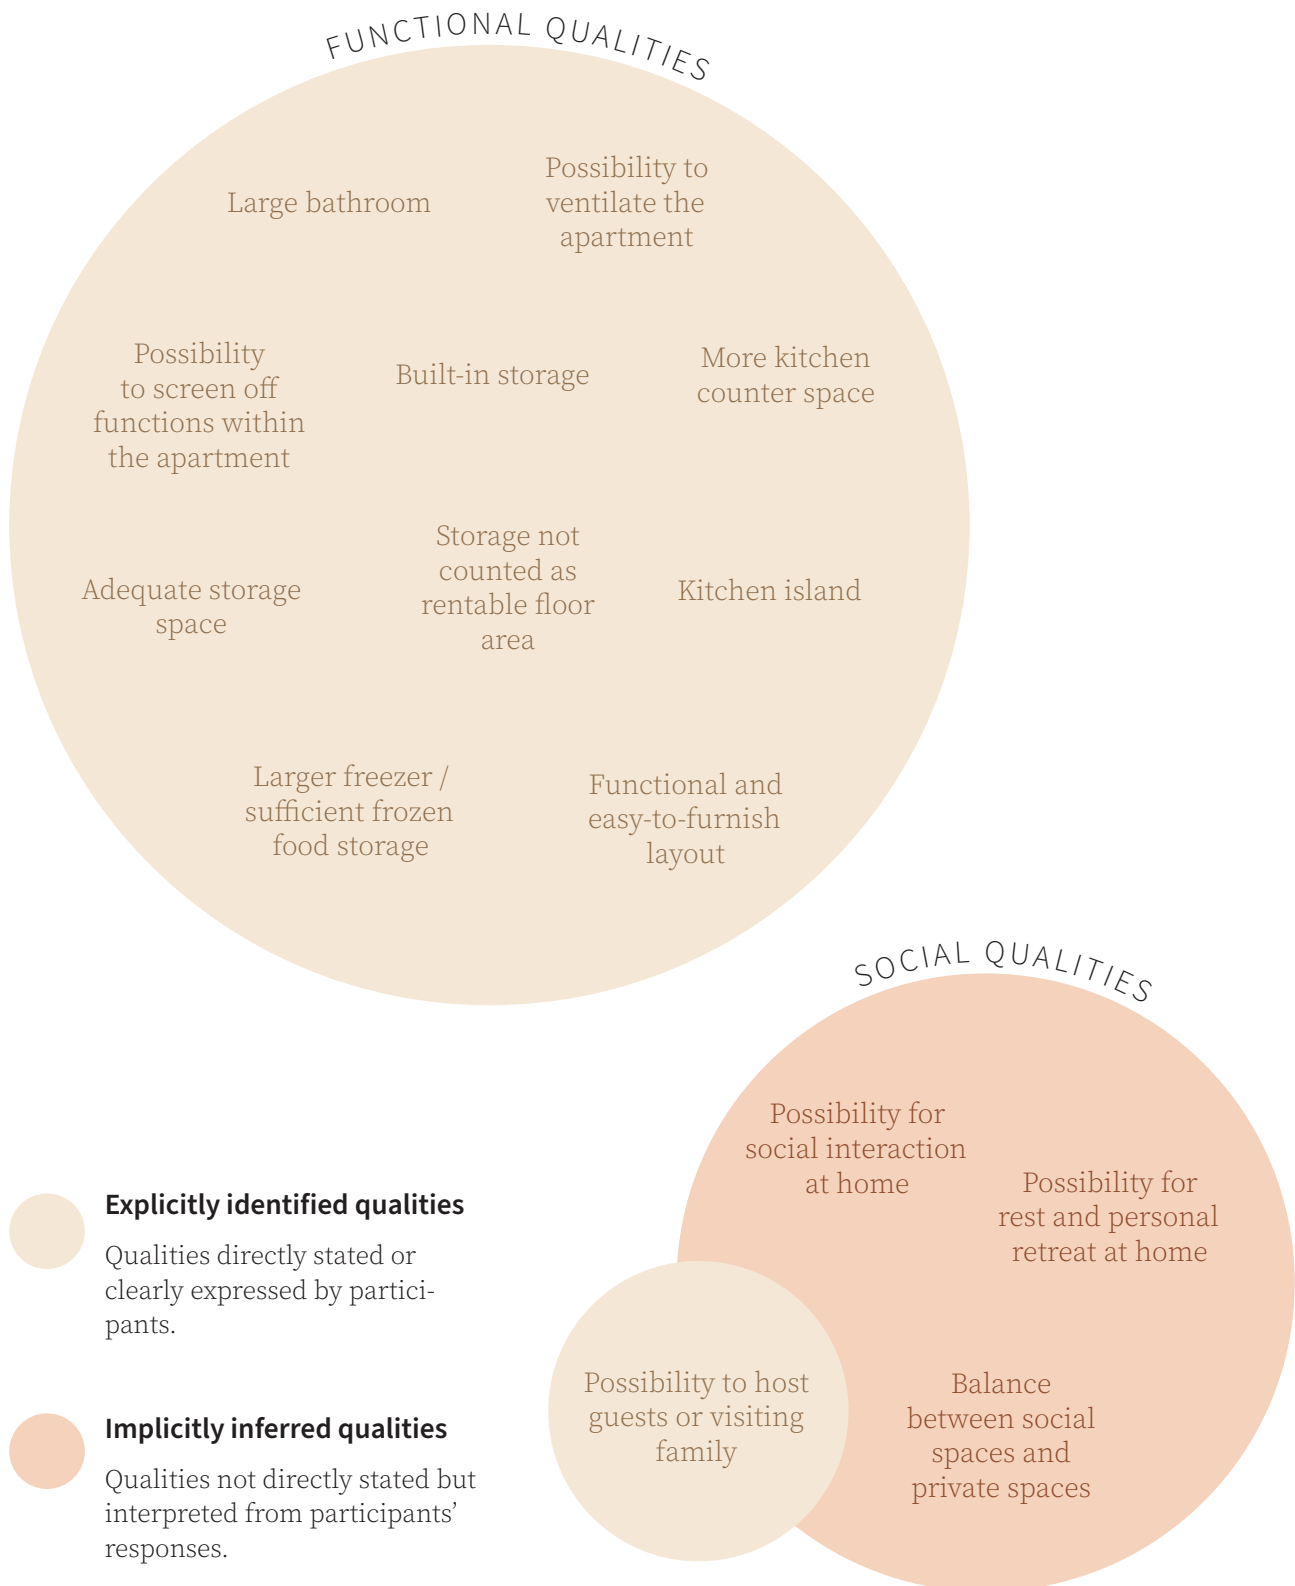 FUNCTIONAL QUALITIES
Large bathroom
Possibility to
ventilate the
apartment
Possibility
to screen off
functions within
the apartment
Built-in storage
More kitchen
counter space
Adequate storage
space
Storage not
counted as
rentable floor
area
Kitchen island
Larger freezer /
sufficient frozen
food storage
Functional and
easy-to-furnish
layout
SOCIAL QUALITIES
Possibility for
social interaction
at home
Possibility for
rest and personal
retreat at home
Possibility to host
guests or visiting
family
Balance
between social
spaces and
private spaces
Explicitly identified qualities
Qualities directly stated or
clearly expressed by partici-
pants.
Implicitly inferred qualities
Qualities not directly stated but
interpreted from participants’
responses.